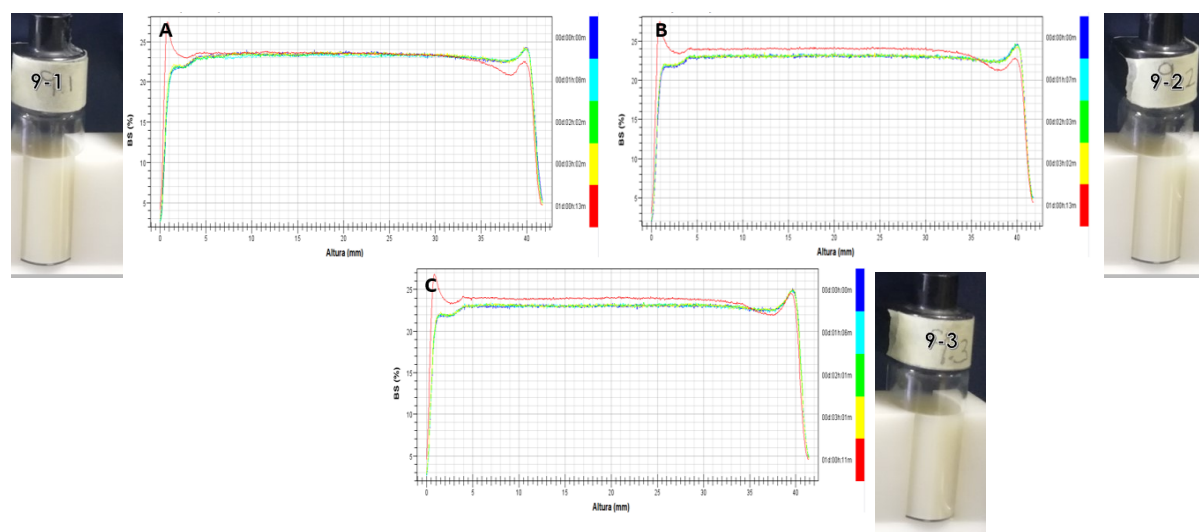 9-1
A
BS (%)
25
20
15
10
5
0 5 10 15 20 25 30 35 40
Altura (mm)
00d:00h:00m
00d:01h:08m
00d:02h:02m
00d:03h:02m
01d:00h:13m
B
BS (%)
25
20
15
10
5
0 5 10 15 20 25 30 35 40
Altura (mm)
00d:00h:00m
00d:01h:07m
00d:02h:03m
00d:03h:02m
01d:00h:13m
9-2
C
BS (%)
25
20
15
10
5
0 5 10 15 20 25 30 35 40
Altura (mm)
00d:00h:00m
00d:01h:06m
00d:02h:01m
00d:03h:01m
01d:00h:11m
9-3